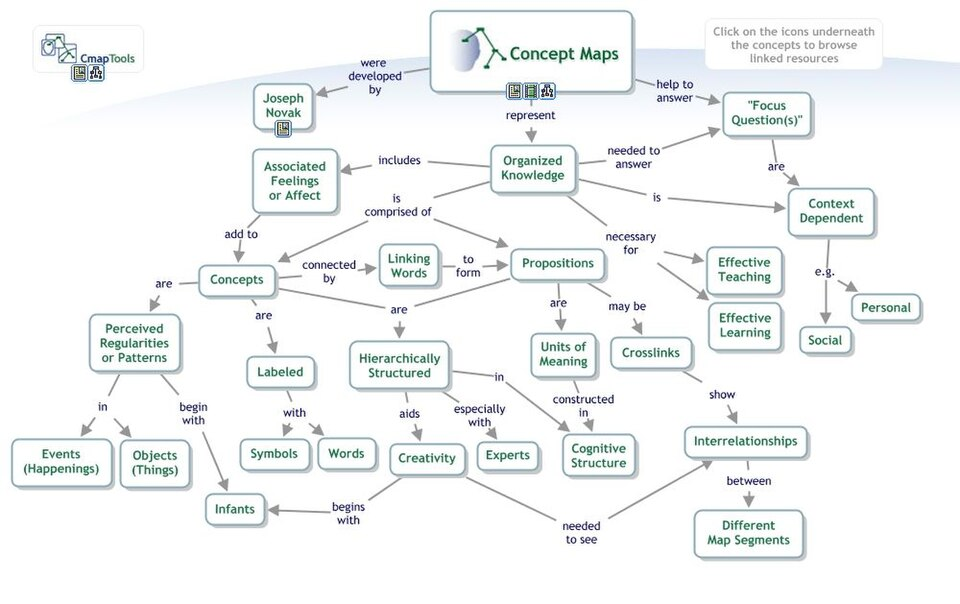 CmapTools
Concept Maps
Click on the icons underneath
the concepts to browse
linked resources
were
developed
by
help to
answer
Joseph
Novak
represent
"Focus
Question(s)"
Associated
Feelings
or Affect
includes
Organized
Knowledge
needed to
answer
are
is
comprised of
is
Context
Dependent
add to
necessary
for
Concepts
connected
by
Linking
Words
to
form
Propositions
Effective
Teaching
e.g.
are
are
are
are
may be
Effective
Learning
Personal
Perceived
Regularities
or Patterns
Labeled
Hierarchically
Structured
Units of
Meaning
Crosslinks
Social
in
in
begin
with
with
aids
especially
with
constructed
in
show
Events
(Happenings)
Objects
(Things)
Symbols
Words
Creativity
Experts
Cognitive
Structure
Interrelationships
Infants
begins
with
needed
to see
between
Different
Map Segments